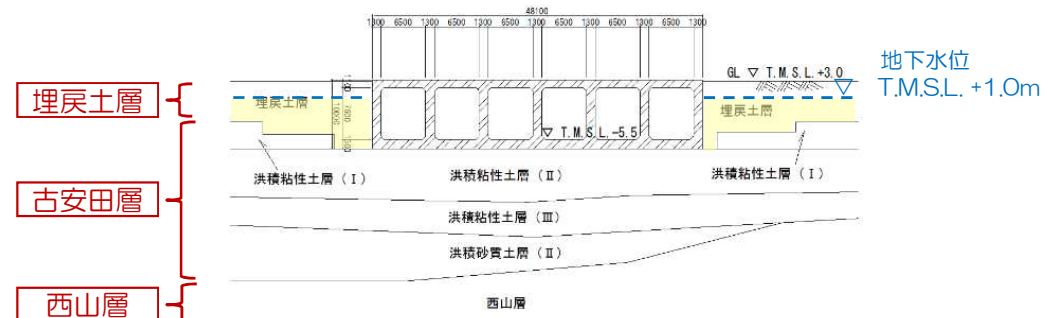 48100
1300 6500 1300 6500 1300 6500 1300 6500 1300 6500 1300 6500 1300
GL ▽ T.M.S.L.+3.0
地下水位
T.M.S.L. +1.0m
埋戻土層
埋戻土層
埋戻土層
▽ T.M.S.L.-5.5
洪積粘性土層(Ⅰ)
洪積粘性土層(Ⅱ)
洪積粘性土層(Ⅰ)
古安田層
洪積粘性土層(Ⅲ)
洪積砂質土層(Ⅱ)
西山層
西山層